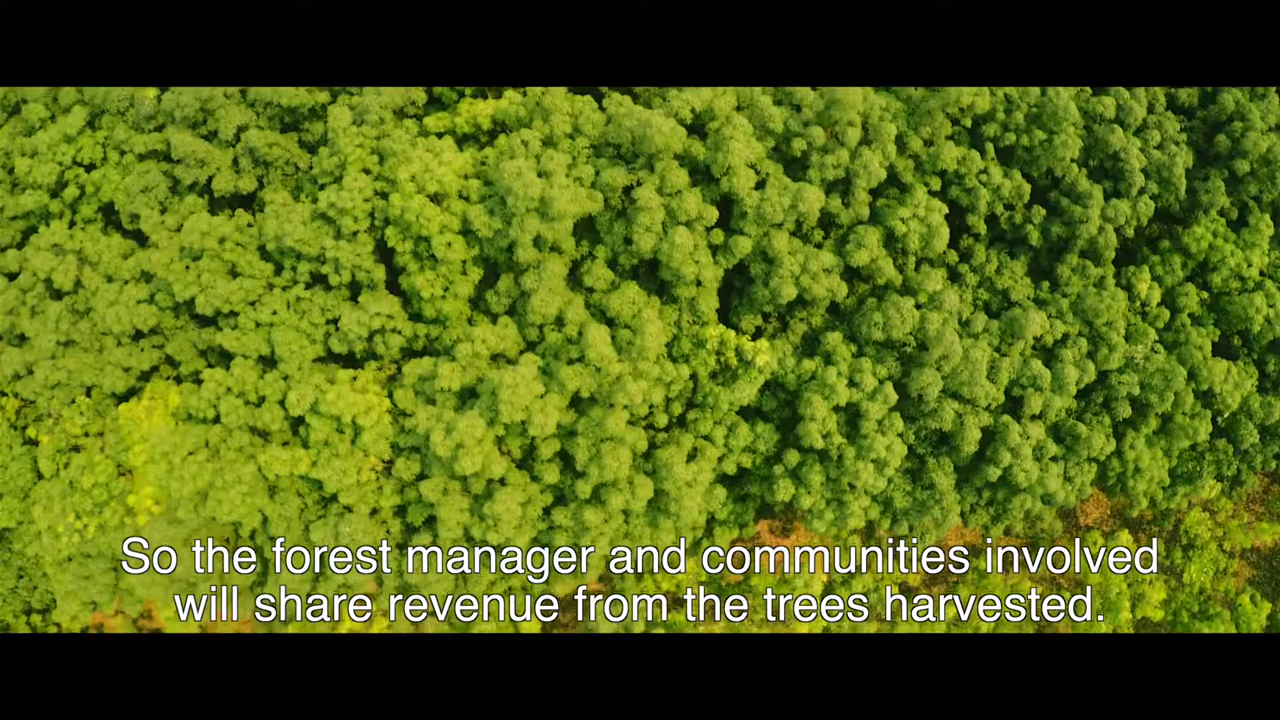 So the forest manager and communities involved
will share revenue from the trees harvested.